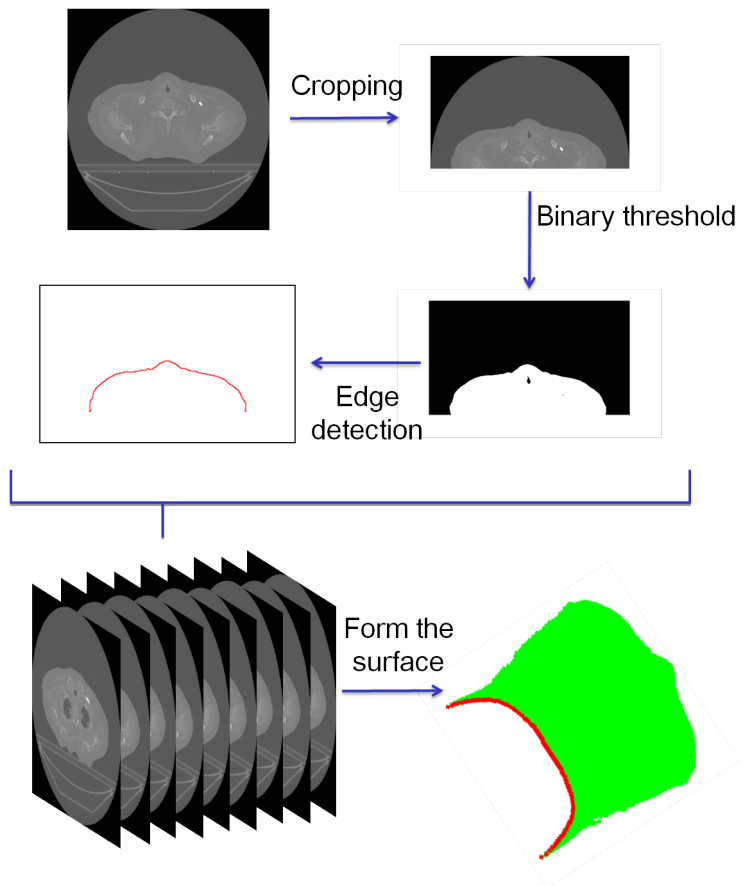 Cropping
Binary threshold
Edge
detection
Form the
surface